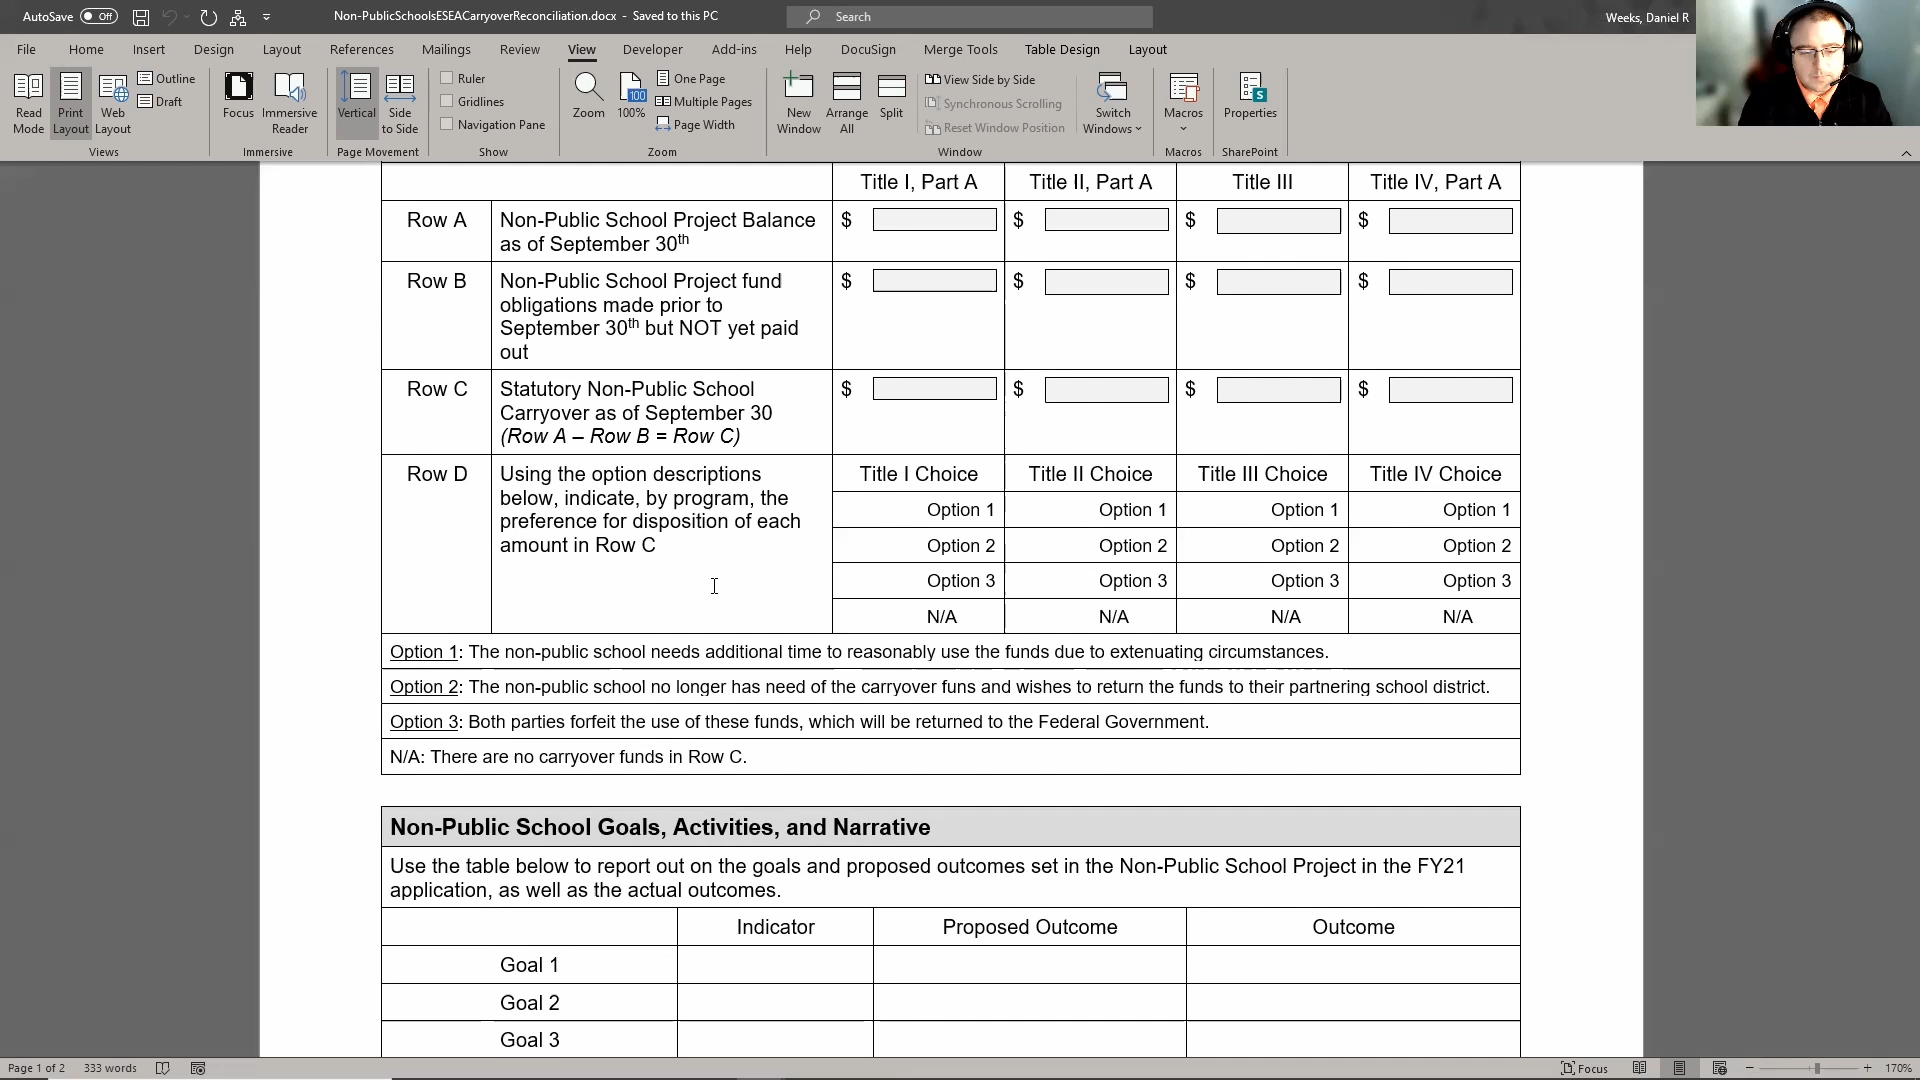 AutoSave Off Non-PublicSchoolsESEACarryoverReconciliation.docx - Saved to this PC Search Weeks, Daniel R
File Home Insert Design Layout References Mailings Review View Developer Add-ins Help DocuSign Merge Tools Table Design Layout
Read Mode
Print Layout
Web Layout
Outline
Draft
Views
Focus
Immersive Reader
Immersive
Vertical
Side to Side
Page Movement
Ruler
Gridlines
Navigation Pane
Show
Zoom
100
100%
One Page
Multiple Pages
Page Width
Zoom
New Window
Arrange All
Split
View Side by Side
Synchronous Scrolling
Reset Window Position
Switch Windows
Window
Macros
Macros
S
Properties
SharePoint
Title I, Part A Title II, Part A Title III Title IV, Part A
Row A Non-Public School Project Balance $ $ $ $
as of September 30th
Row B Non-Public School Project fund $ $ $ $
obligations made prior to
September 30th but NOT yet paid
out
Row C Statutory Non-Public School $ $ $ $
Carryover as of September 30
(Row A – Row B = Row C)
Row D Using the option descriptions Title I Choice Title II Choice Title III Choice Title IV Choice
below, indicate, by program, the Option 1 Option 1 Option 1 Option 1
preference for disposition of each
amount in Row C Option 2 Option 2 Option 2 Option 2
Option 3 Option 3 Option 3 Option 3
N/A N/A N/A N/A
Option 1: The non-public school needs additional time to reasonably use the funds due to extenuating circumstances.
Option 2: The non-public school no longer has need of the carryover funs and wishes to return the funds to their partnering school district.
Option 3: Both parties forfeit the use of these funds, which will be returned to the Federal Government.
N/A: There are no carryover funds in Row C.
Non-Public School Goals, Activities, and Narrative
Use the table below to report out on the goals and proposed outcomes set in the Non-Public School Project in the FY21
application, as well as the actual outcomes.
Indicator Proposed Outcome Outcome
Goal 1
Goal 2
Goal 3
Page 1 of 2 333 words Focus 170%